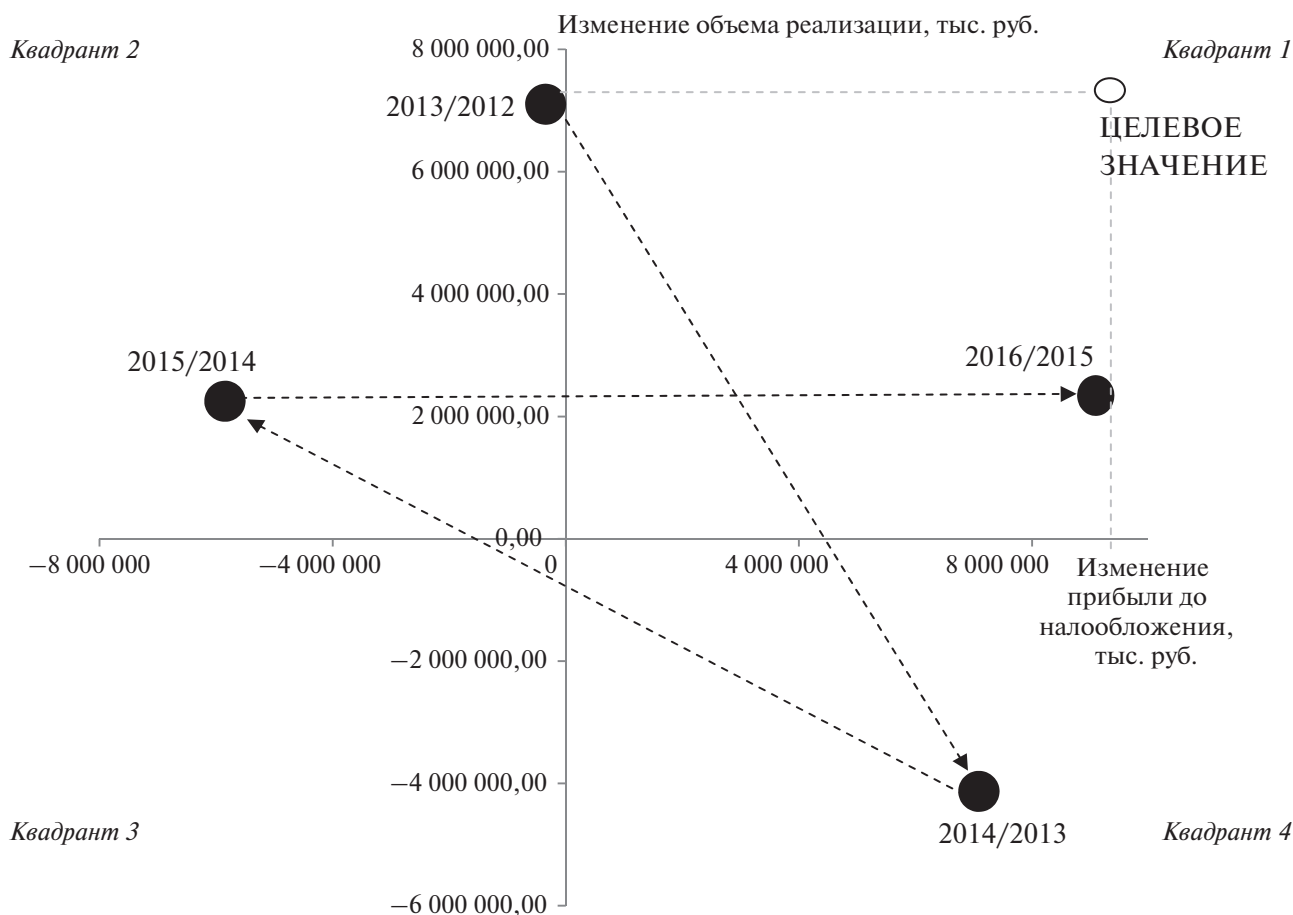 Изменение объема реализации, тыс. руб.
Квадрант 2
8 000 000,00
Квадрант 1
2013/2012
ЦЕЛЕВОЕ
ЗНАЧЕНИЕ
6 000 000,00
4 000 000,00
2015/2014
2016/2015
2 000 000,00
0,00
−8 000 000
−4 000 000
0
4 000 000
8 000 000
Изменение
прибыли до
налообложения,
тыс. руб.
−2 000 000,00
−4 000 000,00
Квадрант 3
2014/2013
Квадрант 4
−6 000 000,00